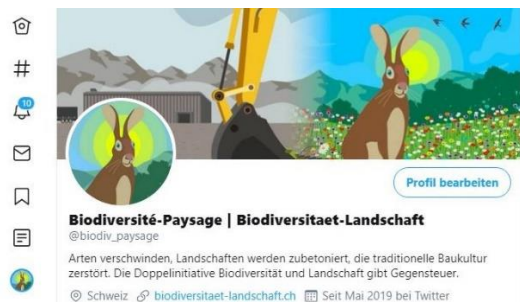 10
Profil bearbeiten
Biodiversité-Paysage | Biodiversitaet-Landschaft
@biodiv_paysage
Arten verschwinden, Landschaften werden zubetoniert, die traditionelle Baukultur
zerstört. Die Doppelinitiative Biodiversität und Landschaft gibt Gegensteuer.
Schweiz biodiversitaet-landschaft.ch Seit Mai 2019 bei Twitter